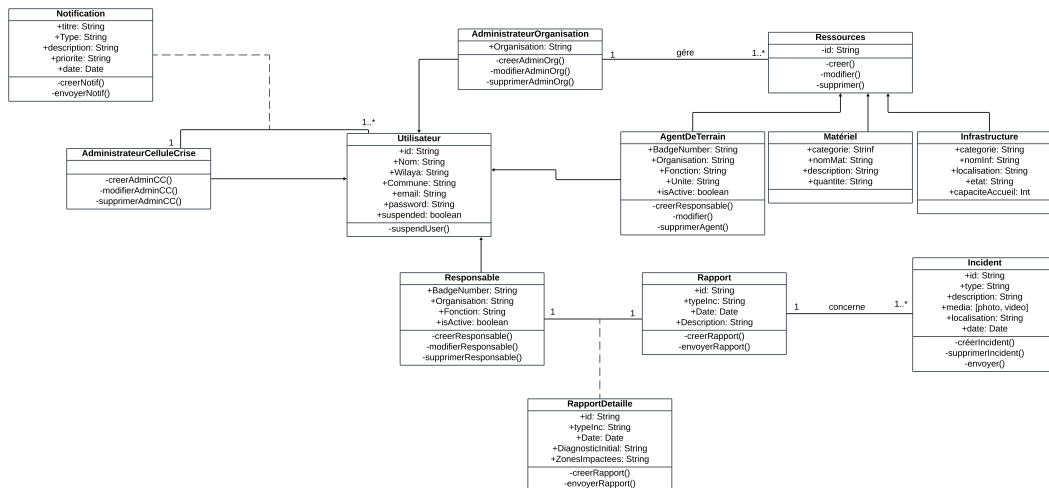 Notification
+titre: String
+Type: String
+description: String
+priorite: String
+date: Date
-creerNotif()
-envoyerNotif()
AdministrateurOrganisation
+Organisation: String
-creerAdminOrg()
-modifierAdminOrg()
-supprimerAdminOrg()
1
gére
1..*
Ressources
-id: String
-creer()
-modifier()
-supprimer()
1
1..*
AdministrateurCelluleCrise
-creerAdminCC()
-modifierAdminCC()
-supprimerAdminCC()
Utilisateur
+id: String
+Nom: String
+Wilaya: String
+Commune: String
+email: String
+password: String
+suspended: boolean
-suspendUser()
AgentDeTerrain
+BadgeNumber: String
+Organisation: String
+Fonction: String
+Unite: String
+isActive: boolean
-creerResponsable()
-modifier()
-supprimerAgent()
Matériel
+categorie: Strinf
+nomMat: String
+description: String
+quantite: String
Infrastructure
+categorie: String
+nomInf: String
+localisation: String
+etat: String
+capaciteAccueil: Int
Responsable
+BadgeNumber: String
+Organisation: String
+Fonction: String
+isActive: boolean
-creerResponsable()
-modifierResponsable()
-supprimerResponsable()
1
1
Rapport
+id: String
+typeInc: String
+Date: Date
+Description: String
-creerRapport()
-envoyerRapport()
1
concerne
1..*
Incident
+id: String
+type: String
+description: String
+media: [photo, video]
+localisation: String
+date: Date
-créerIncident()
-supprimerIncident()
-envoyer()
RapportDetaille
+id: String
+typeInc: String
+Date: Date
+DiagnosticInitial: String
+ZonesImpactees: String
-creerRapport()
-envoyerRapport()